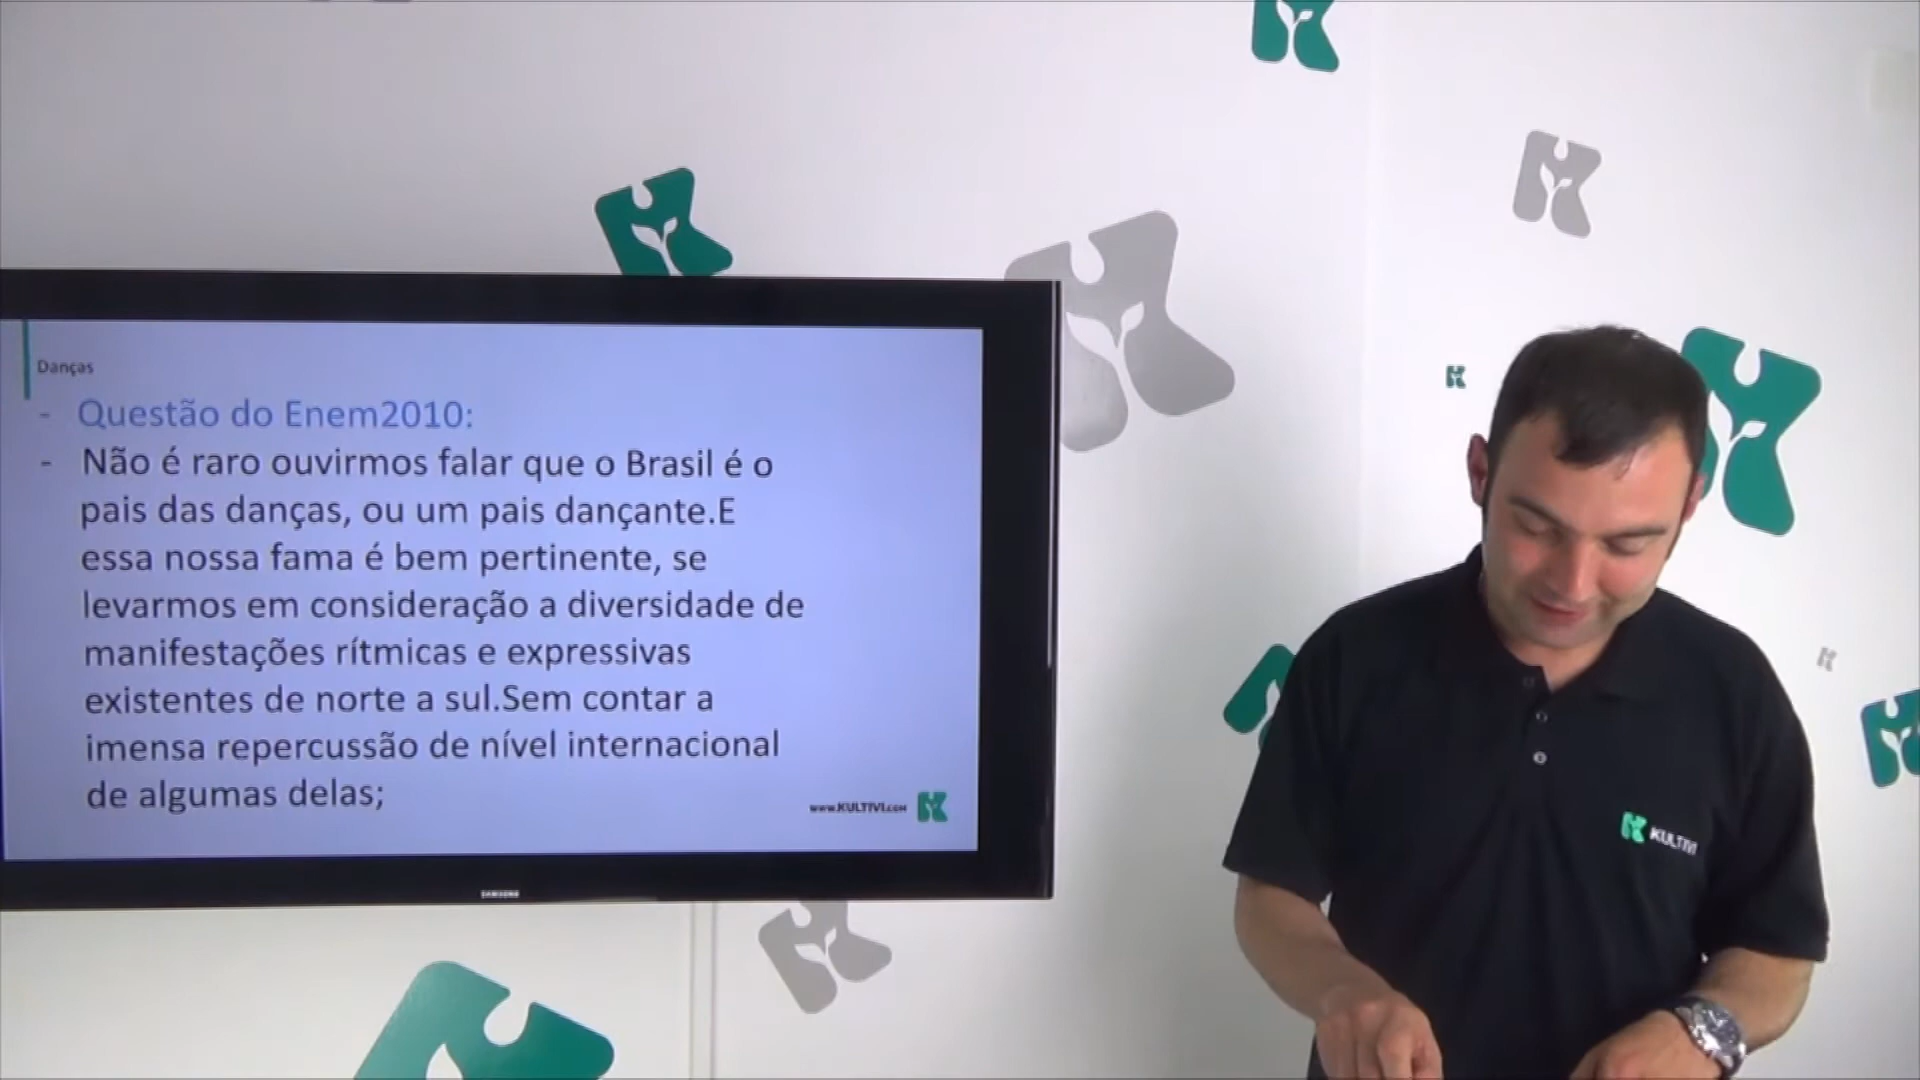 Danças
- Questão do Enem2010:
- Não é raro ouvirmos falar que o Brasil é o
pais das danças, ou um pais dançante.E
essa nossa fama é bem pertinente, se
levarmos em consideração a diversidade de
manifestações rítmicas e expressivas
existentes de norte a sul.Sem contar a
imensa repercussão de nível internacional
de algumas delas;
www.KULTIVI.COM
SAMSUNG
KULTIVI